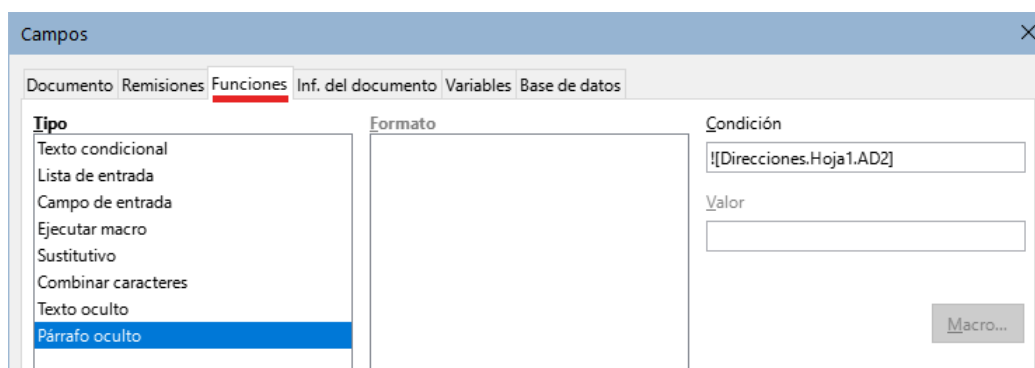 Campos
Documento Remisiones Funciones Inf. del documento Variables Base de datos
Tipo
Texto condicional
Lista de entrada
Campo de entrada
Ejecutar macro
Sustitutivo
Combinar caracteres
Texto oculto
Párrafo oculto
Formato
Condición
![Direcciones.Hoja1.AD2]
Valor
Macro...